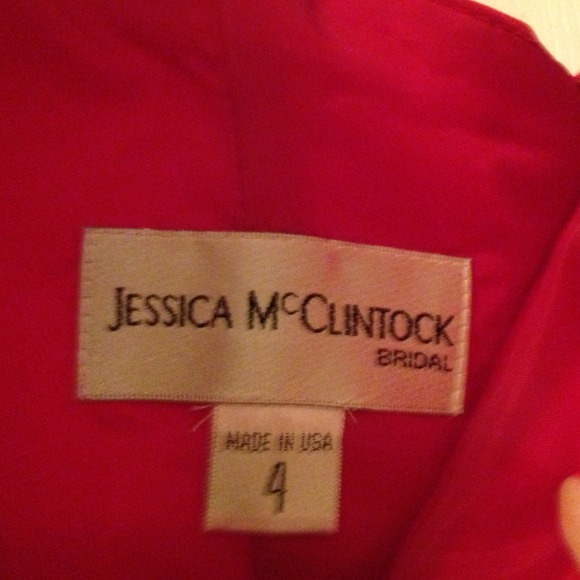 JESSICA McCLINTOCK
BRIDAL
MADE IN USA
4